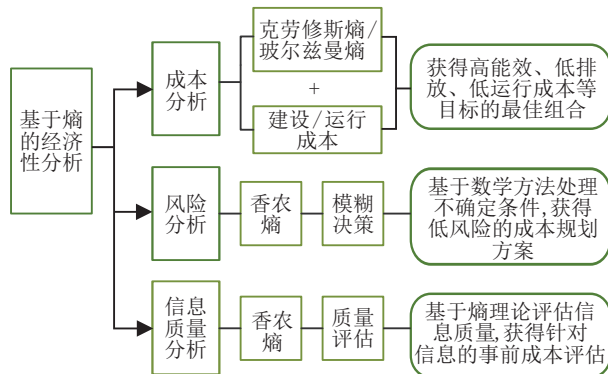 基于熵
的经济
性分析
成本
分析
克劳修斯熵/
玻尔兹曼熵
+
建设/运行
成本
获得高能效、低排
放、低运行成本等
目标的最佳组合
风险
分析
香农
熵
模糊
决策
基于数学方法处理
不确定条件,获得
低风险的成本规划
方案
信息
质量
分析
香农
熵
质量
评估
基于熵理论评估信
息质量,获得针对
信息的事前成本评估